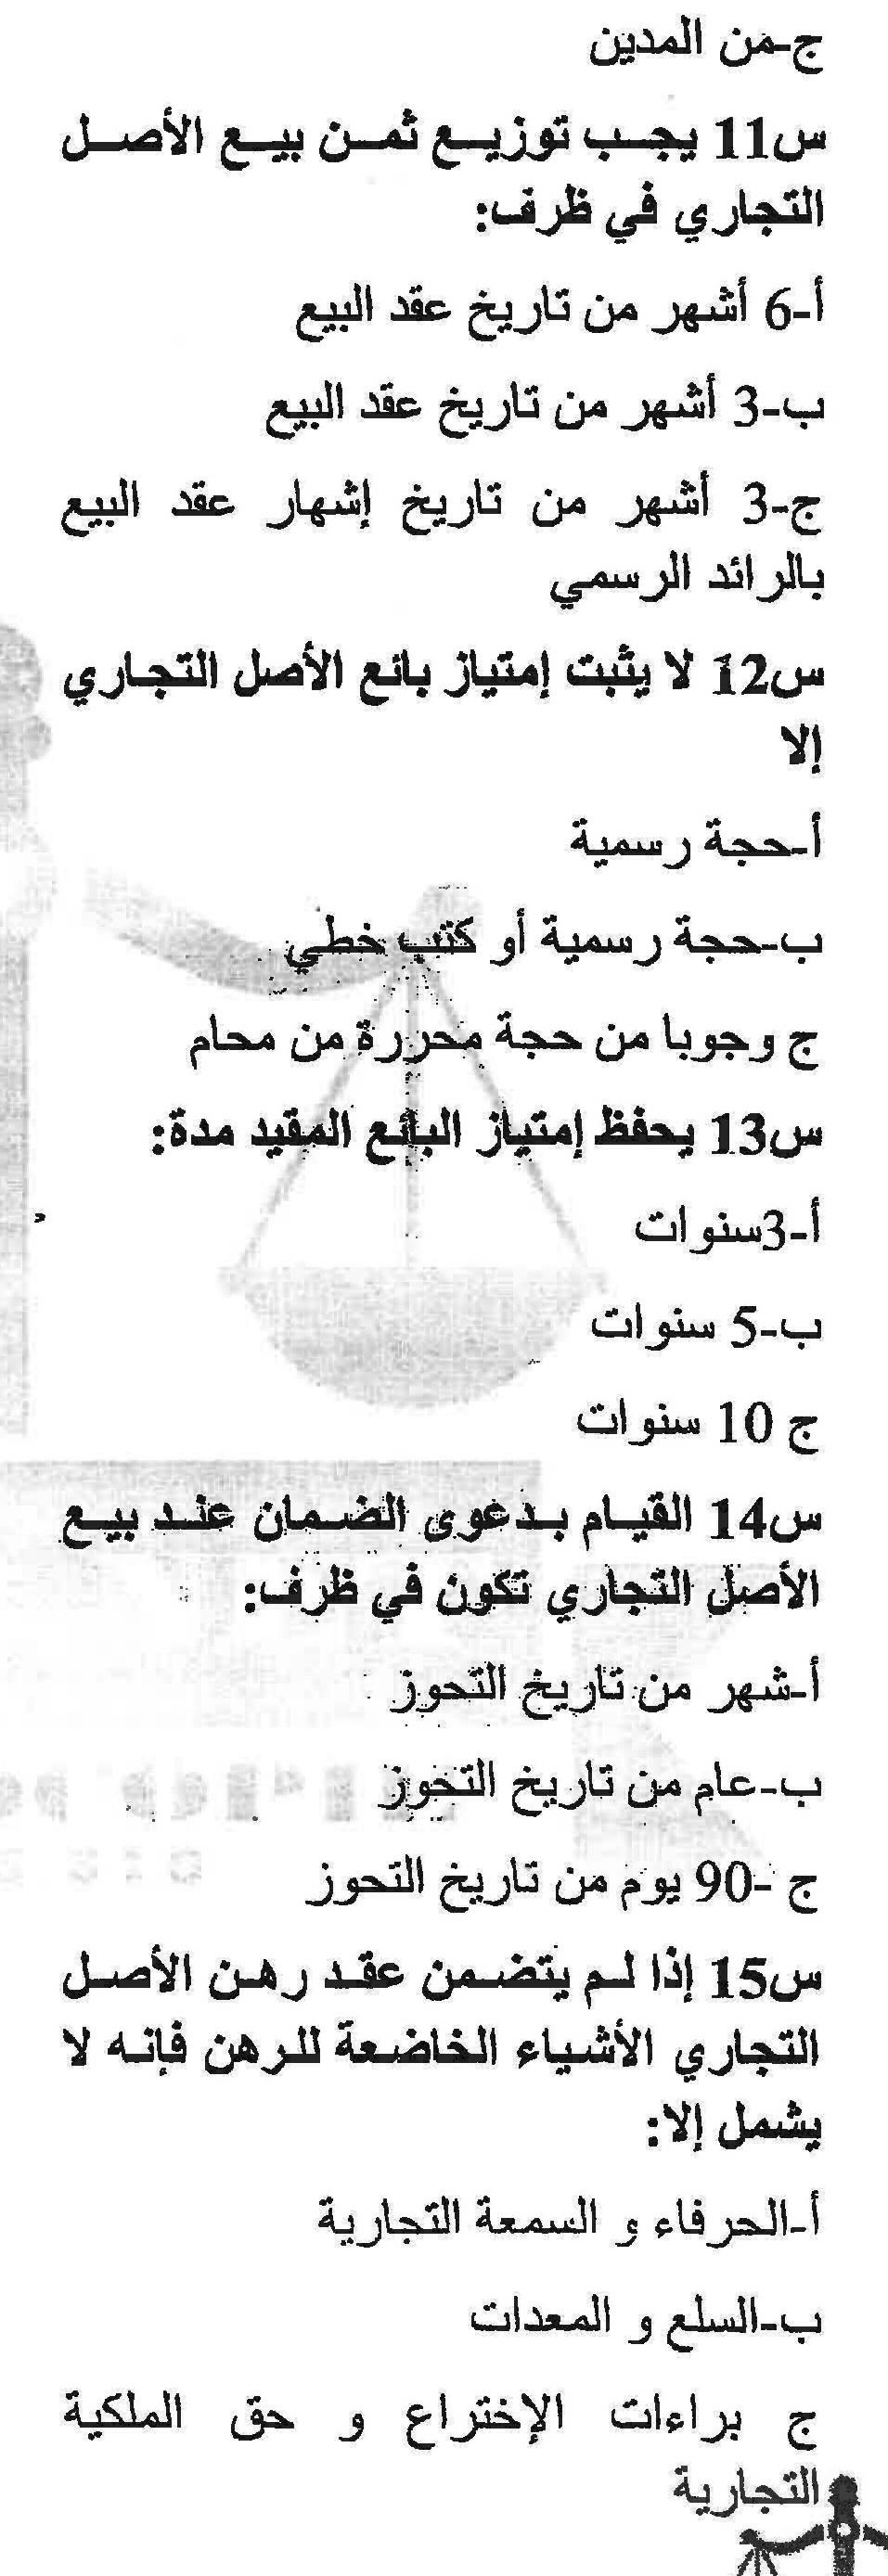 ج-من المدين
س11 يجب توزيع ثمن بيع الأصل
التجاري في ظرف:
أ-6 أشهر من تاريخ عقد البيع
ب-3 أشهر من تاريخ عقد البيع
ج-3 أشهر من تاريخ إشهار عقد البيع
بالرائد الرسمي
س12 لا يثبت إمتياز بائع الأصل التجاري
إلا
أ-حجة رسمية
ب-حجة رسمية أو كتب خطي
ج وجوبا من حجة محررة من محام
س13 يحفظ إمتياز البائع المقيد مدة:
أ-3سنوات
ب-5 سنوات
ج 10 سنوات
س14 القيام بدعوى الضمان عند بيع
الأصل التجاري تكون في ظرف:
أ-شهر من تاريخ التحوز
ب-عام من تاريخ التحوز
ج -90 يوم من تاريخ التحوز
س15 إذا لم يتضمن عقد رهن الأصل
التجاري الأشياء الخاضعة للرهن فإنه لا
يشمل إلا:
أ-الحرفاء و السمعة التجارية
ب-السلع و المعدات
ج براءات الإختراع و حق الملكية
التجارية